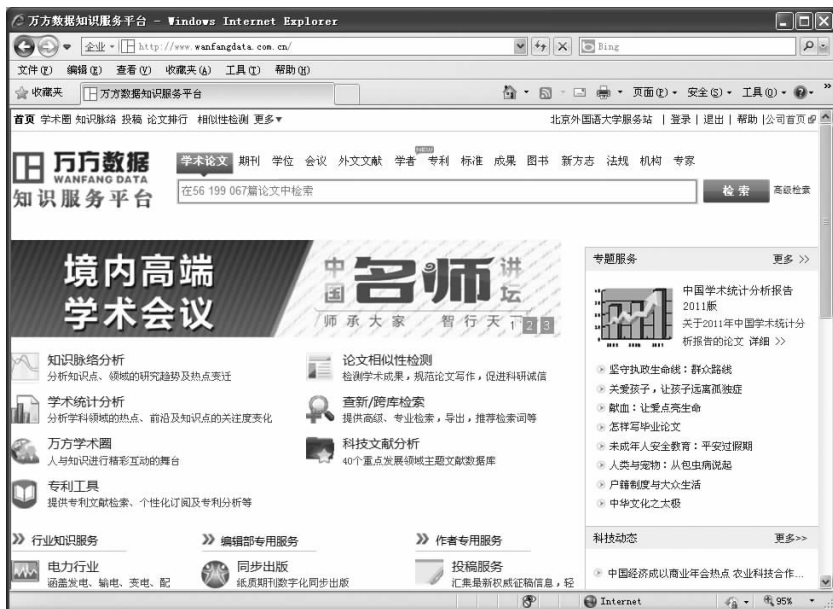 万方数据知识服务平台 - Windows Internet Explorer
企业 http://www.wanfangdata.com.cn/ Bing
文件(F) 编辑(E) 查看(V) 收藏夹(A) 工具(T) 帮助(H)
收藏夹 万方数据知识服务平台 页面(P) 安全(S) 工具(O) »
首页 学术圈 知识脉络 投稿 论文排行 相似性检测 更多▾ 北京外国语大学服务站 | 登录 | 退出 | 帮助 |公司首页
万方数据
WANFANG DATA
知识服务平台
NEW
学术论文 期刊 学位 会议 外文文献 学者 专利 标准 成果 图书 新方志 法规 机构 专家
在56 199 067篇论文中检索 检索 高级检索
境内高端
学术会议
中国名师讲坛
师承大家 智行天
1 2 3
专题服务 更多 >>
中国学术统计分析报告
2011版
关于2011年中国学术统计分
析报告的论文 详细 >>
坚守执政生命线：群众路线
关爱孩子，让孩子远离孤独症
献血：让爱点亮生命
怎样写毕业论文
未成年人安全教育：平安过假期
人类与宠物：从包虫病说起
户籍制度与大众生活
中华文化之太极
科技动态 更多>>
中国经济成以商业年会热点 农业科技合作...
知识脉络分析
分析知识点、领域的研究趋势及热点变迁
论文相似性检测
检测学术成果，规范论文写作，促进科研诚信
学术统计分析
分析学科领域的热点、前沿及知识点的关注度变化
查新/跨库检索
提供高级、专业检索，导出，推荐检索词等
万方学术圈
人与知识进行精彩互动的舞台
科技文献分析
40个重点发展领域主题文献数据库
专利工具
提供专利文献检索、个性化订阅及专利分析等
» 行业知识服务 » 编辑部专用服务 » 作者专用服务
电力行业
涵盖发电、输电、变电、配
同步出版
纸质期刊数字化同步出版
投稿服务
汇集最新权威征稿信息，轻
Internet 95%